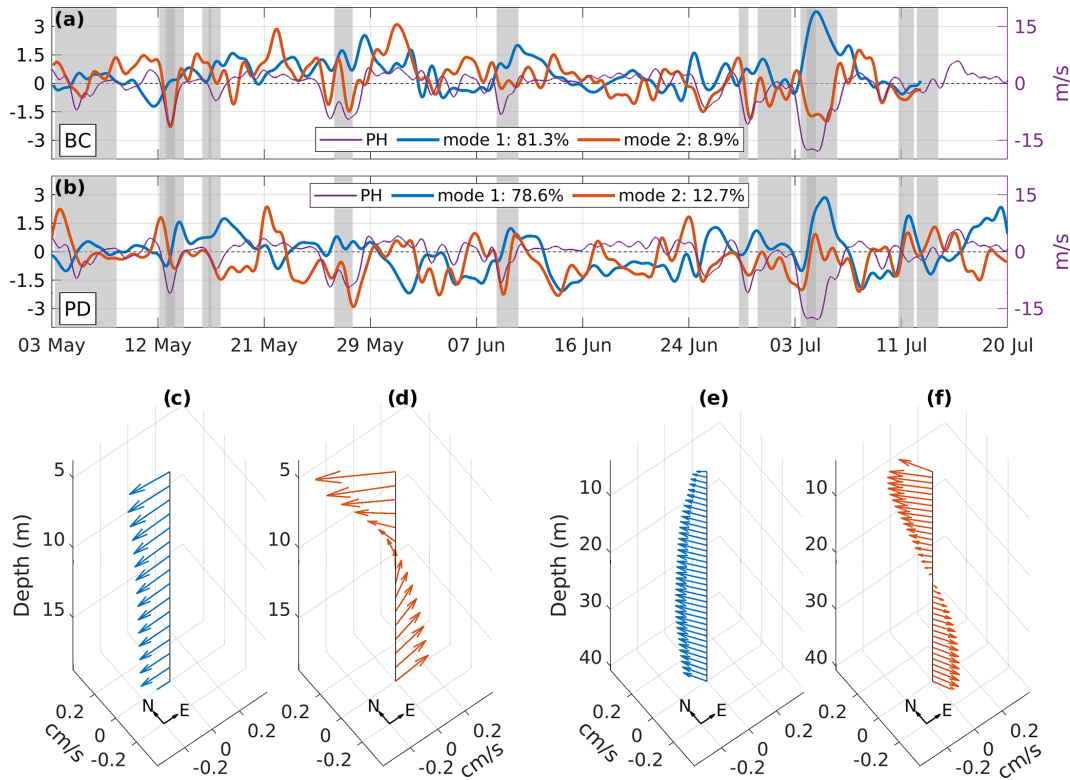 (a)
3
1.5
0
-1.5
-3
BC
PH mode 1: 81.3% mode 2: 8.9%
15
0
-15
m/s
(b)
3
1.5
0
-1.5
-3
PD
PH mode 1: 78.6% mode 2: 12.7%
15
0
-15
m/s
03 May 12 May 21 May 29 May 07 Jun 16 Jun 24 Jun 03 Jul 11 Jul 20 Jul
(c)
Depth (m)
5
10
15
0.2
0
-0.2
cm/s
N
E
-0.2
0
0.2
(d)
5
10
15
0.2
0
-0.2
N
E
-0.2
0
0.2
cm/s
(e)
Depth (m)
10
20
30
40
0.2
0
-0.2
cm/s
N
E
-0.2
0
0.2
(f)
10
20
30
40
0.2
0
-0.2
N
E
-0.2
0
0.2
cm/s